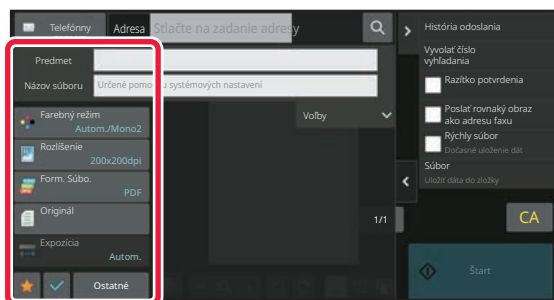 Telefónny
Adresa
Stlačte na zadanie adresy
Predmet
Názov súboru
Určené pomo u systémových nastavení
Farebný režim
Autom./Mono2
Rozlíšenie
200x200dpi
Form. Súbo.
PDF
Originál
Expozícia
Autom.
Ostatné
Voľby
1/1
História odoslania
Vyvolať číslo
vyhľadania
Razítko potvrdenia
Poslať rovnaký obraz
ako adresu faxu
Rýchly súbor
Dočasné uloženie dát
Súbor
Uložiť dáta do zložky
CA
Štart